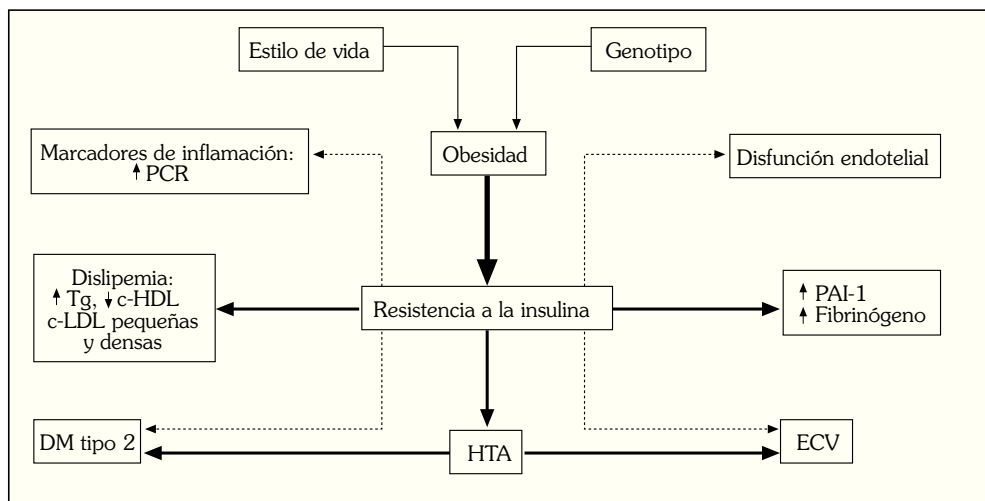 Estilo de vida
Genotipo
Marcadores de inflamación:
↑ PCR
Obesidad
Disfunción endotelial
Dislipemia:
↑ Tg, ↓ c-HDL
c-LDL pequeñas
y densas
Resistencia a la insulina
↑ PAI-1
↑ Fibrinógeno
DM tipo 2
HTA
ECV